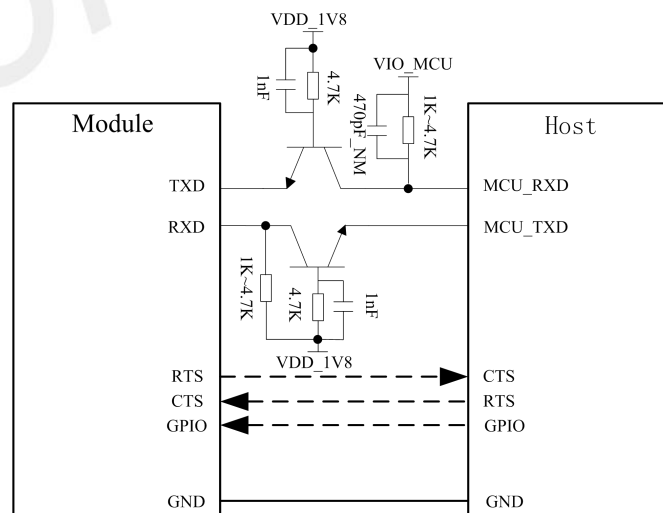 VDD_1V8
1nF
4.7K
VIO_MCU
470pF_NM
1K~4.7K
Module
Host
TXD
MCU_RXD
RXD
MCU_TXD
1K~4.7K
4.7K
1nF
VDD_1V8
RTS
CTS
CTS
RTS
GPIO
GPIO
GND
GND